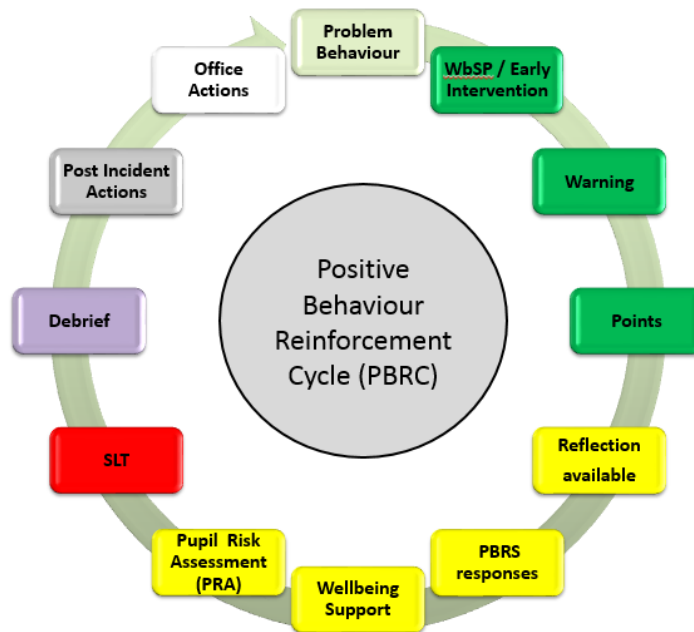 Problem
Behaviour
WbSP / Early
Intervention
Warning
Points
Reflection
available
PBRS
responses
Wellbeing
Support
Pupil Risk
Assessment
(PRA)
SLT
Debrief
Post Incident
Actions
Office
Actions
Positive
Behaviour
Reinforcement
Cycle (PBRC)